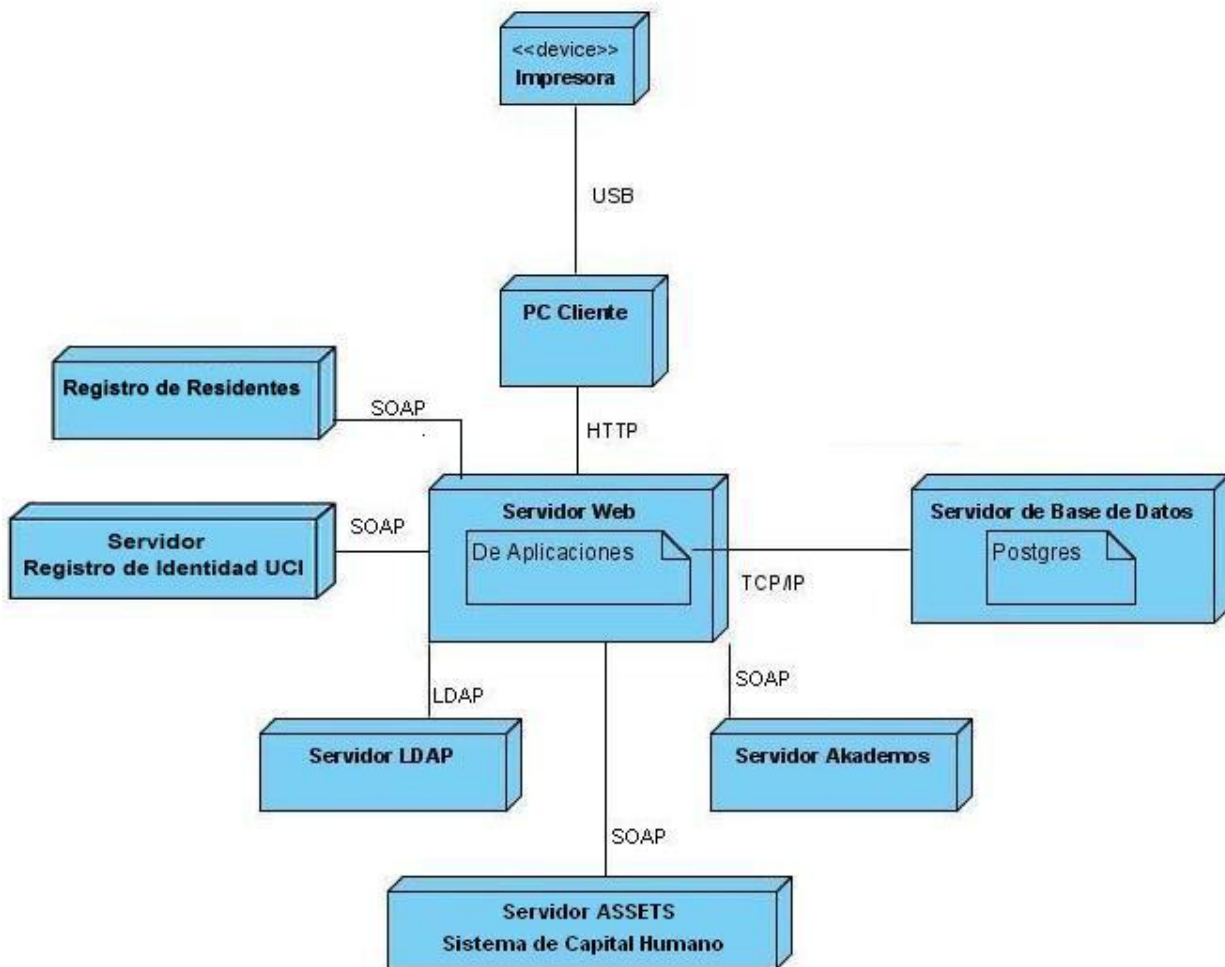 <<device>>
Impresora
USB
PC Cliente
Registro de Residentes
SOAP
HTTP
Servidor Web
De Aplicaciones
Servidor de Base de Datos
Postgres
Servidor
Registro de Identidad UCI
SOAP
TCP/IP
LDAP
SOAP
Servidor LDAP
Servidor Akademos
SOAP
Servidor ASSETS
Sistema de Capital Humano